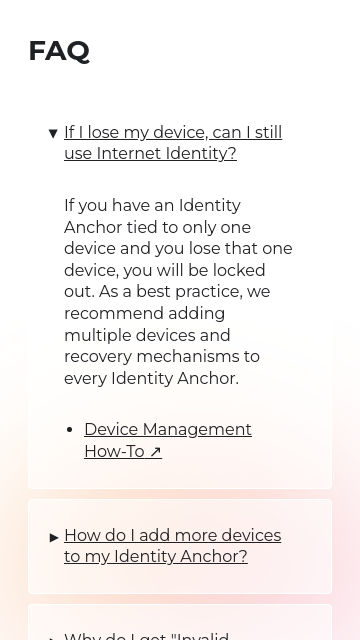 FAQ
▼ If I lose my device, can I still
use Internet Identity?
If you have an Identity
Anchor tied to only one
device and you lose that one
device, you will be locked
out. As a best practice, we
recommend adding
multiple devices and
recovery mechanisms to
every Identity Anchor.
• Device Management
How-To ↗
▶ How do I add more devices
to my Identity Anchor?
Why do I get "Invalid